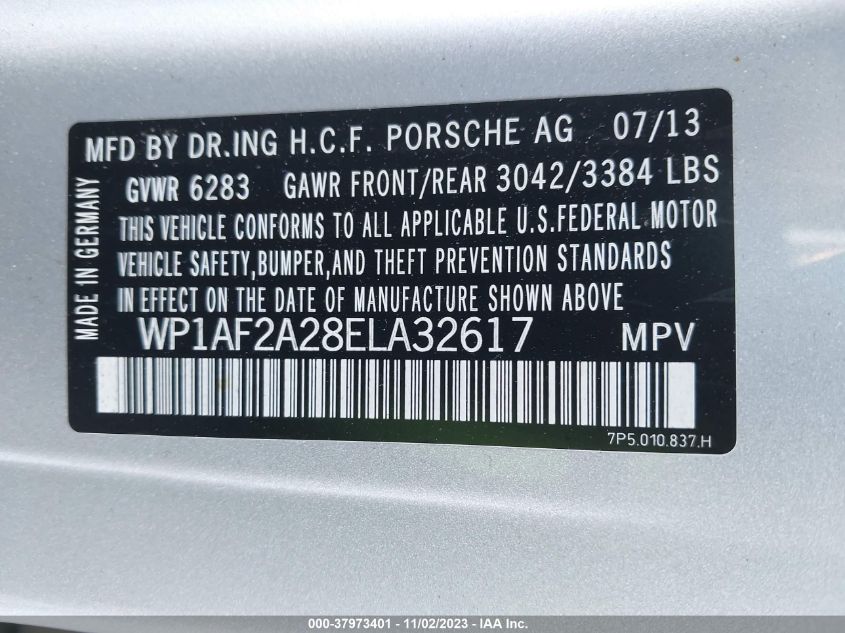 MFD BY DR.ING H.C.F. PORSCHE AG 07/13
GVWR 6283 GAWR FRONT/REAR 3042/3384 LBS
THIS VEHICLE CONFORMS TO ALL APPLICABLE U.S.FEDERAL MOTOR
VEHICLE SAFETY,BUMPER,AND THEFT PREVENTION STANDARDS
IN EFFECT ON THE DATE OF MANUFACTURE SHOWN ABOVE
WP1AF2A28ELA32617 MPV
MADE IN GERMANY
7P5.010.837.H
000-37973401 - 11/02/2023 - IAA Inc.